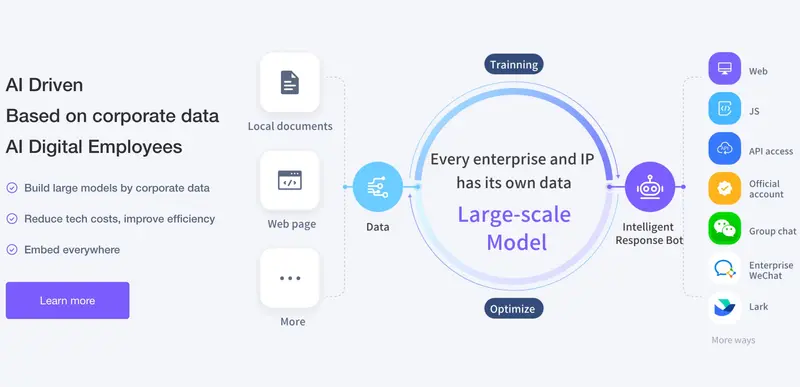 AI Driven
Based on corporate data
AI Digital Employees
Build large models by corporate data
Reduce tech costs, improve efficiency
Embed everywhere
Learn more
Local documents
Web page
More
Data
Trainning
Every enterprise and IP
has its own data
Large-scale
Model
Optimize
Intelligent
Response Bot
Web
JS
API access
Official
account
Group chat
Enterprise
WeChat
Lark
More ways